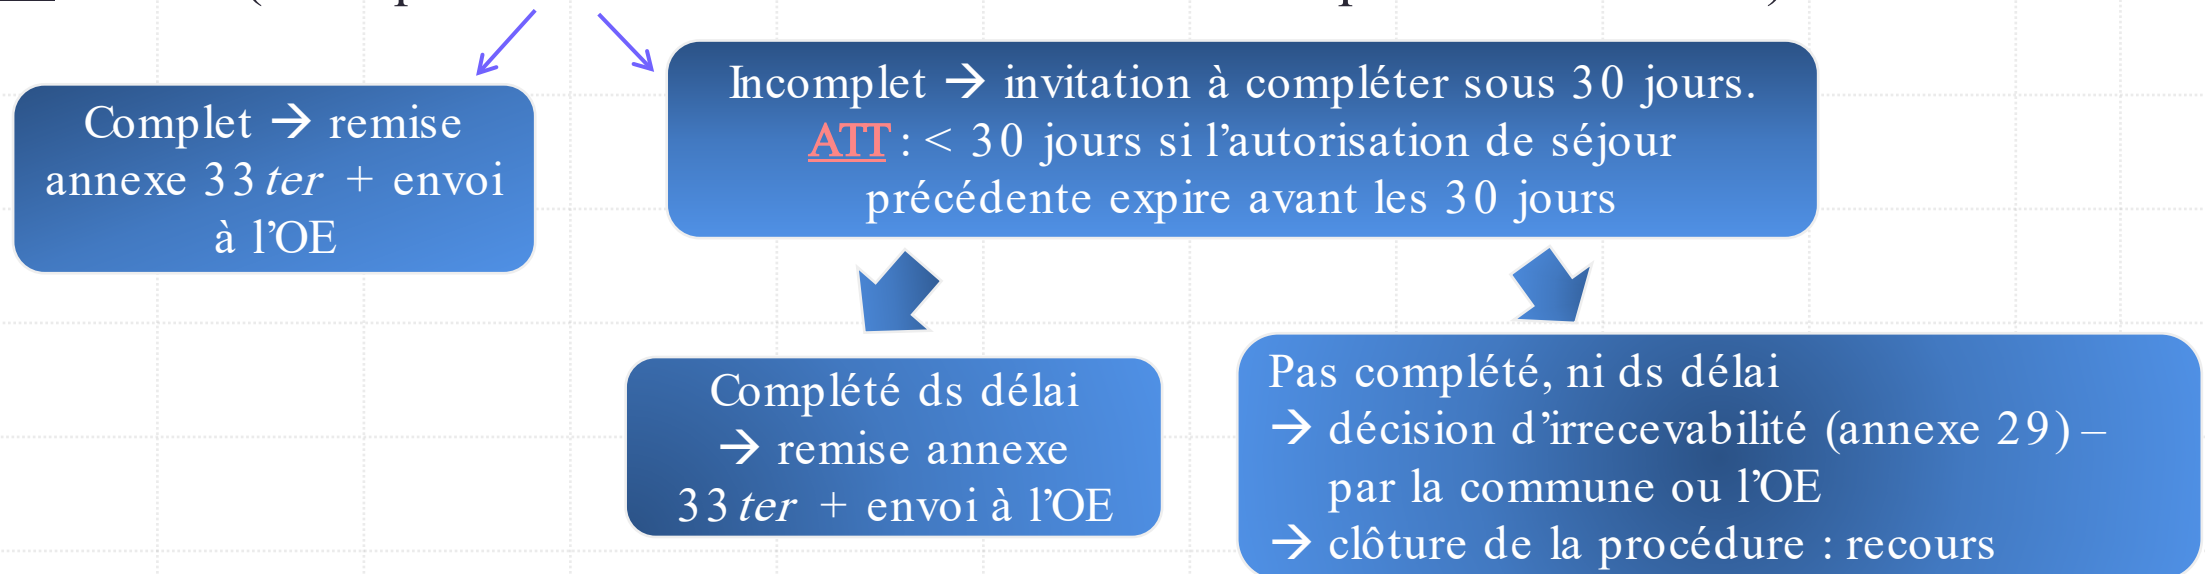 Complet → remise
annexe 33 ter + envoi
à l’OE
Incomplet → invitation à compléter sous 30 jours.
ATT : < 30 jours si l’autorisation de séjour
précédente expire avant les 30 jours
Complété ds délai
→ remise annexe
33 ter + envoi à l’OE
Pas complété, ni ds délai
→ décision d’irrecevabilité (annexe 29) –
par la commune ou l’OE
→ clôture de la procédure : recours